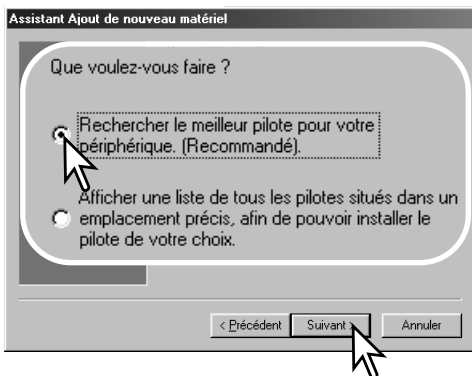 Assistant Ajout de nouveau matériel
Que voulez-vous faire ?
Rechercher le meilleur pilote pour votre
périphérique. (Recommandé).
Afficher une liste de tous les pilotes situés dans un
emplacement précis, afin de pouvoir installer le
pilote de votre choix.
< Précédent Suivant > Annuler